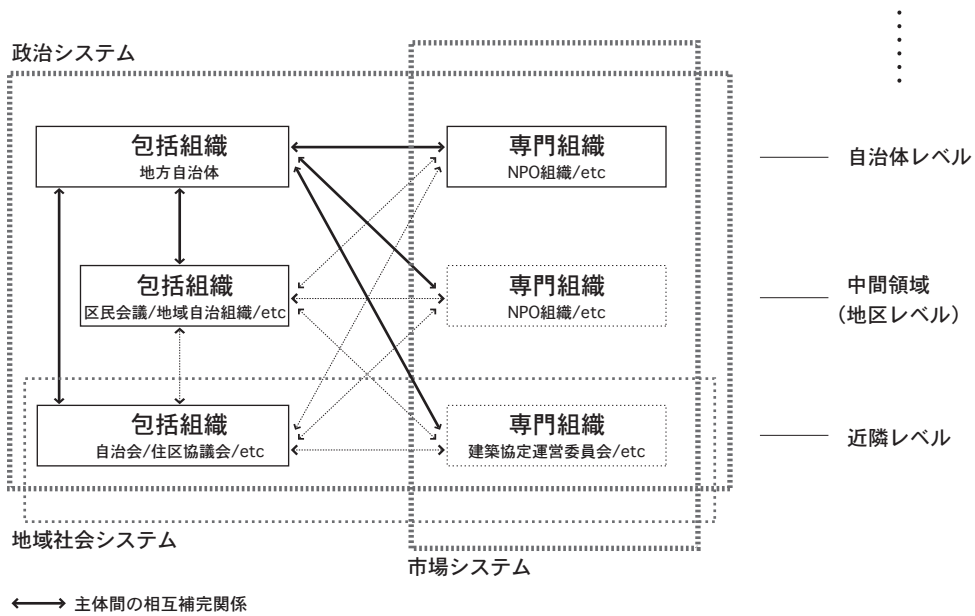 政治システム
包括組織
地方自治体
専門組織
NPO組織/etc
自治体レベル
包括組織
区民会議/地域自治組織/etc
専門組織
NPO組織/etc
中間領域
（地区レベル）
包括組織
自治会/住区協議会/etc
専門組織
建築協定運営委員会/etc
近隣レベル
地域社会システム
市場システム
主体間の相互補完関係